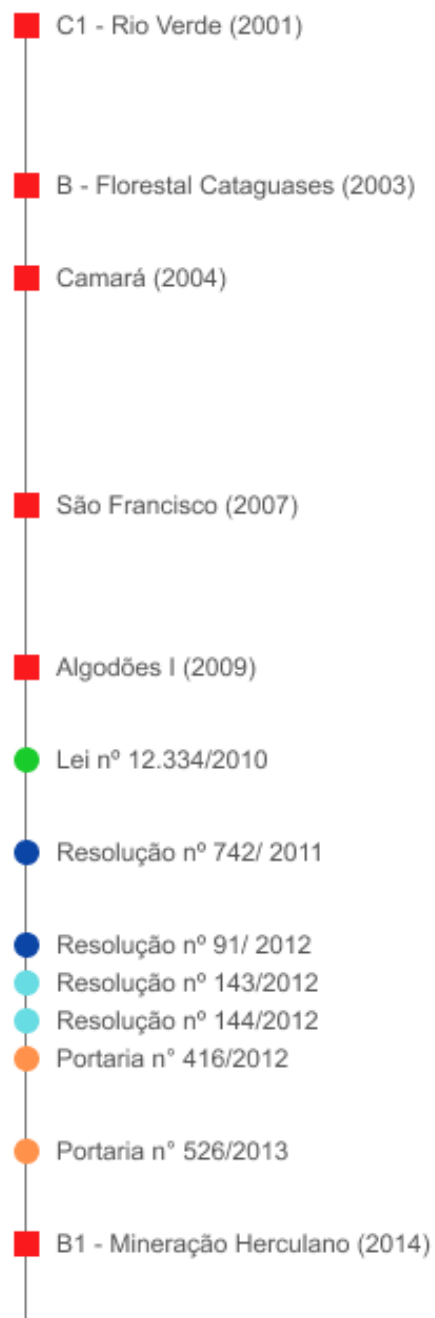 C1 - Rio Verde (2001)
B - Florestal Cataguases (2003)
Camará (2004)
São Francisco (2007)
Algodões I (2009)
Lei nº 12.334/2010
Resolução nº 742/ 2011
Resolução nº 91/ 2012
Resolução nº 143/2012
Resolução nº 144/2012
Portaria n° 416/2012
Portaria n° 526/2013
B1 - Mineração Herculano (2014)